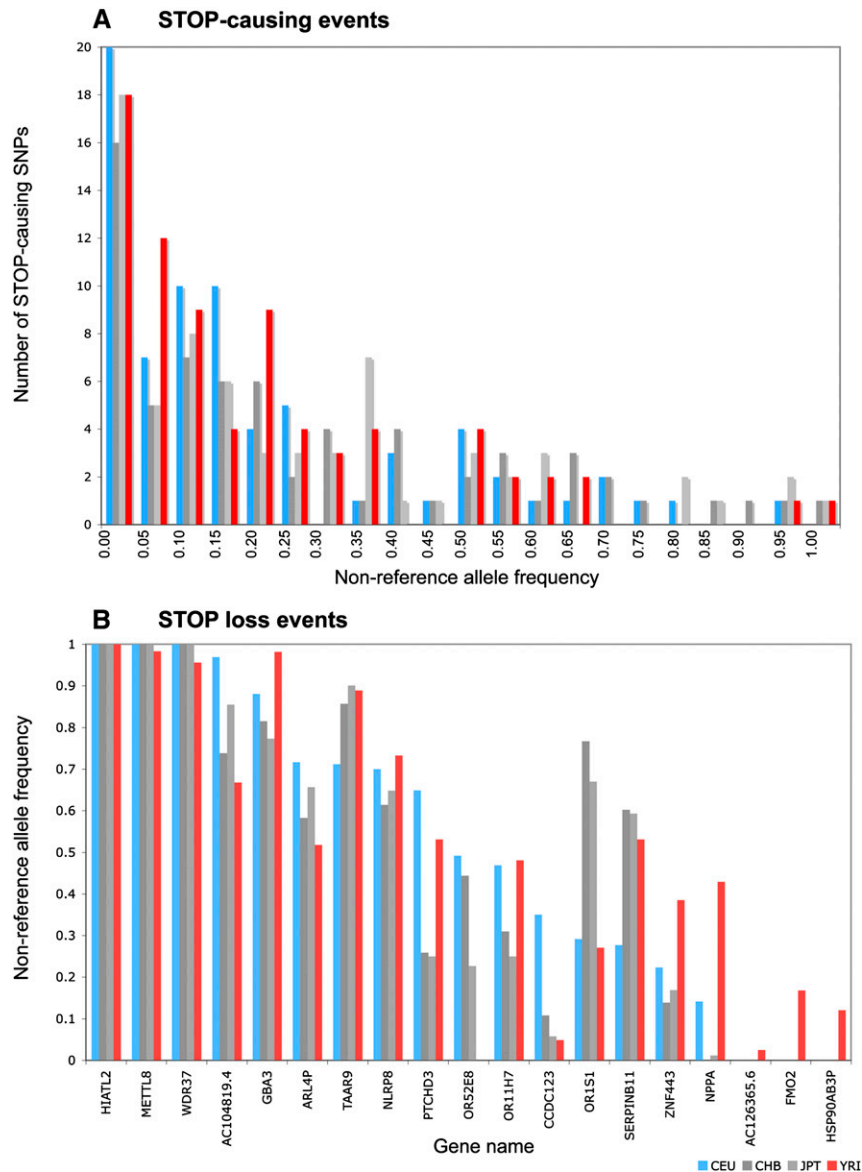 A STOP-causing events
Number of STOP-causing SNPs
20
18
16
14
12
10
8
6
4
2
0
0.00 0.05 0.10 0.15 0.20 0.25 0.30 0.35 0.40 0.45 0.50 0.55 0.60 0.65 0.70 0.75 0.80 0.85 0.90 0.95 1.00
Non-reference allele frequency
B STOP loss events
Non-reference allele frequency
1
0.9
0.8
0.7
0.6
0.5
0.4
0.3
0.2
0.1
0
HIATL2 METTL8 WDR37 AC104819.4 GBA3 ARL4P TAAR9 NLRP8 PTCHD3 OR52E8 OR11H7 CCDC123 OR1S1 SERPINB11 ZNF443 NPPA AC126365.6 FMO2 HSP90AB3P
Gene name
CEU CHB JPT YRI